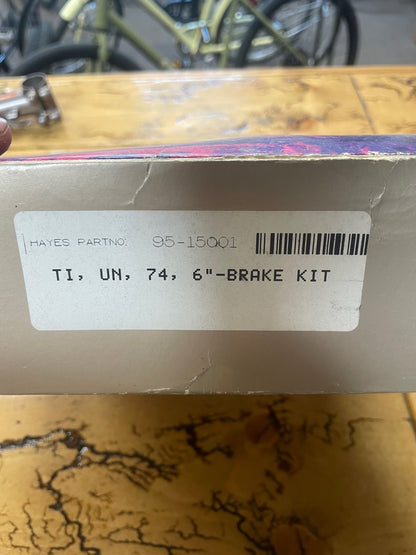 HAYES PARTNO: 95-15001
TI, UN, 74, 6"-BRAKE KIT